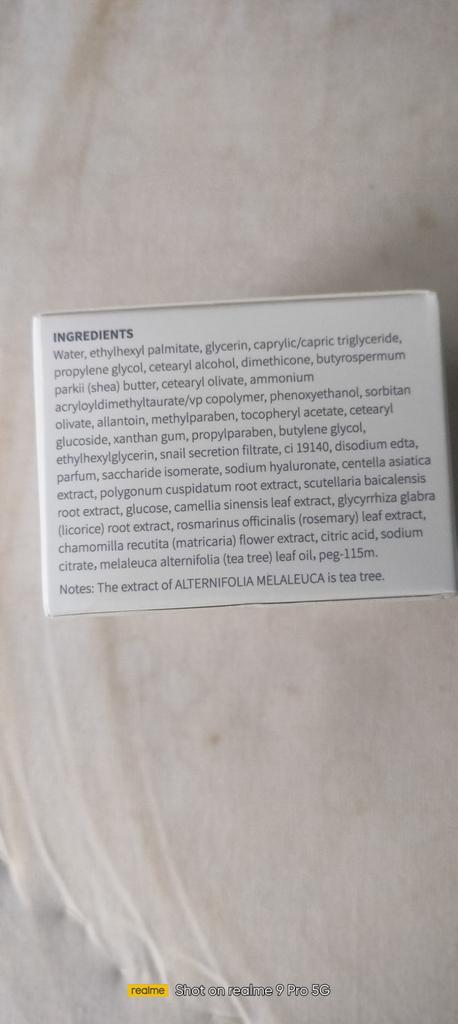 INGREDIENTS
Water, ethylhexyl palmitate, glycerin, caprylic/capric triglyceride,
propylene glycol, cetearyl alcohol, dimethicone, butyrospermum
parkii (shea) butter, cetearyl olivate, ammonium
acryloyldimethyltaurate/vp copolymer, phenoxyethanol, sorbitan
olivate, allantoin, methylparaben, tocopheryl acetate, cetearyl
glucoside, xanthan gum, propylparaben, butylene glycol,
ethylhexylglycerin, snail secretion filtrate, ci 19140, disodium edta,
parfum, saccharide isomerate, sodium hyaluronate, centella asiatica
extract, polygonum cuspidatum root extract, scutellaria baicalensis
root extract, glucose, camellia sinensis leaf extract, glycyrrhiza glabra
(licorice) root extract, rosmarinus officinalis (rosemary) leaf extract,
chamomilla recutita (matricaria) flower extract, citric acid, sodium
citrate, melaleuca alternifolia (tea tree) leaf oil, peg-115m.
Notes: The extract of ALTERNIFOLIA MELALEUCA is tea tree.
realme Shot on realme 9 Pro 5G